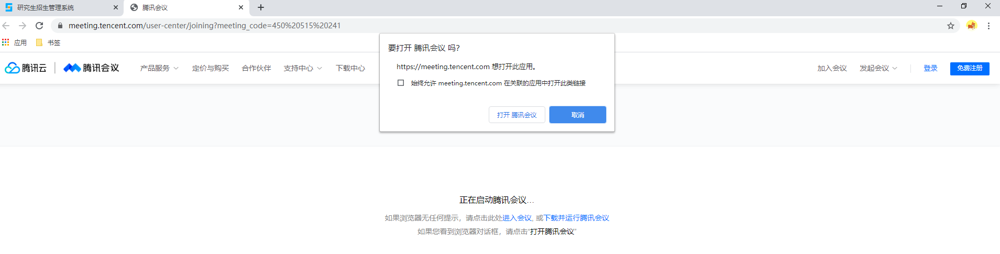 研究生招生管理系统
腾讯会议
meeting.tencent.com/user-center/joining?meeting_code=450%20515%20241
应用 书签
要打开 腾讯会议 吗?
https://meeting.tencent.com 想打开此应用。
始终允许 meeting.tencent.com 在关联的应用中打开此类链接
打开 腾讯会议 取消
腾讯云 腾讯会议 产品服务 定价与购买 合作伙伴 支持中心 下载中心 加入会议 发起会议 登录 免费注册
正在启动腾讯会议...
如果浏览器无任何提示，请点击此处进入会议, 或下载并运行腾讯会议
如果您看到浏览器对话框，请点击“打开腾讯会议”